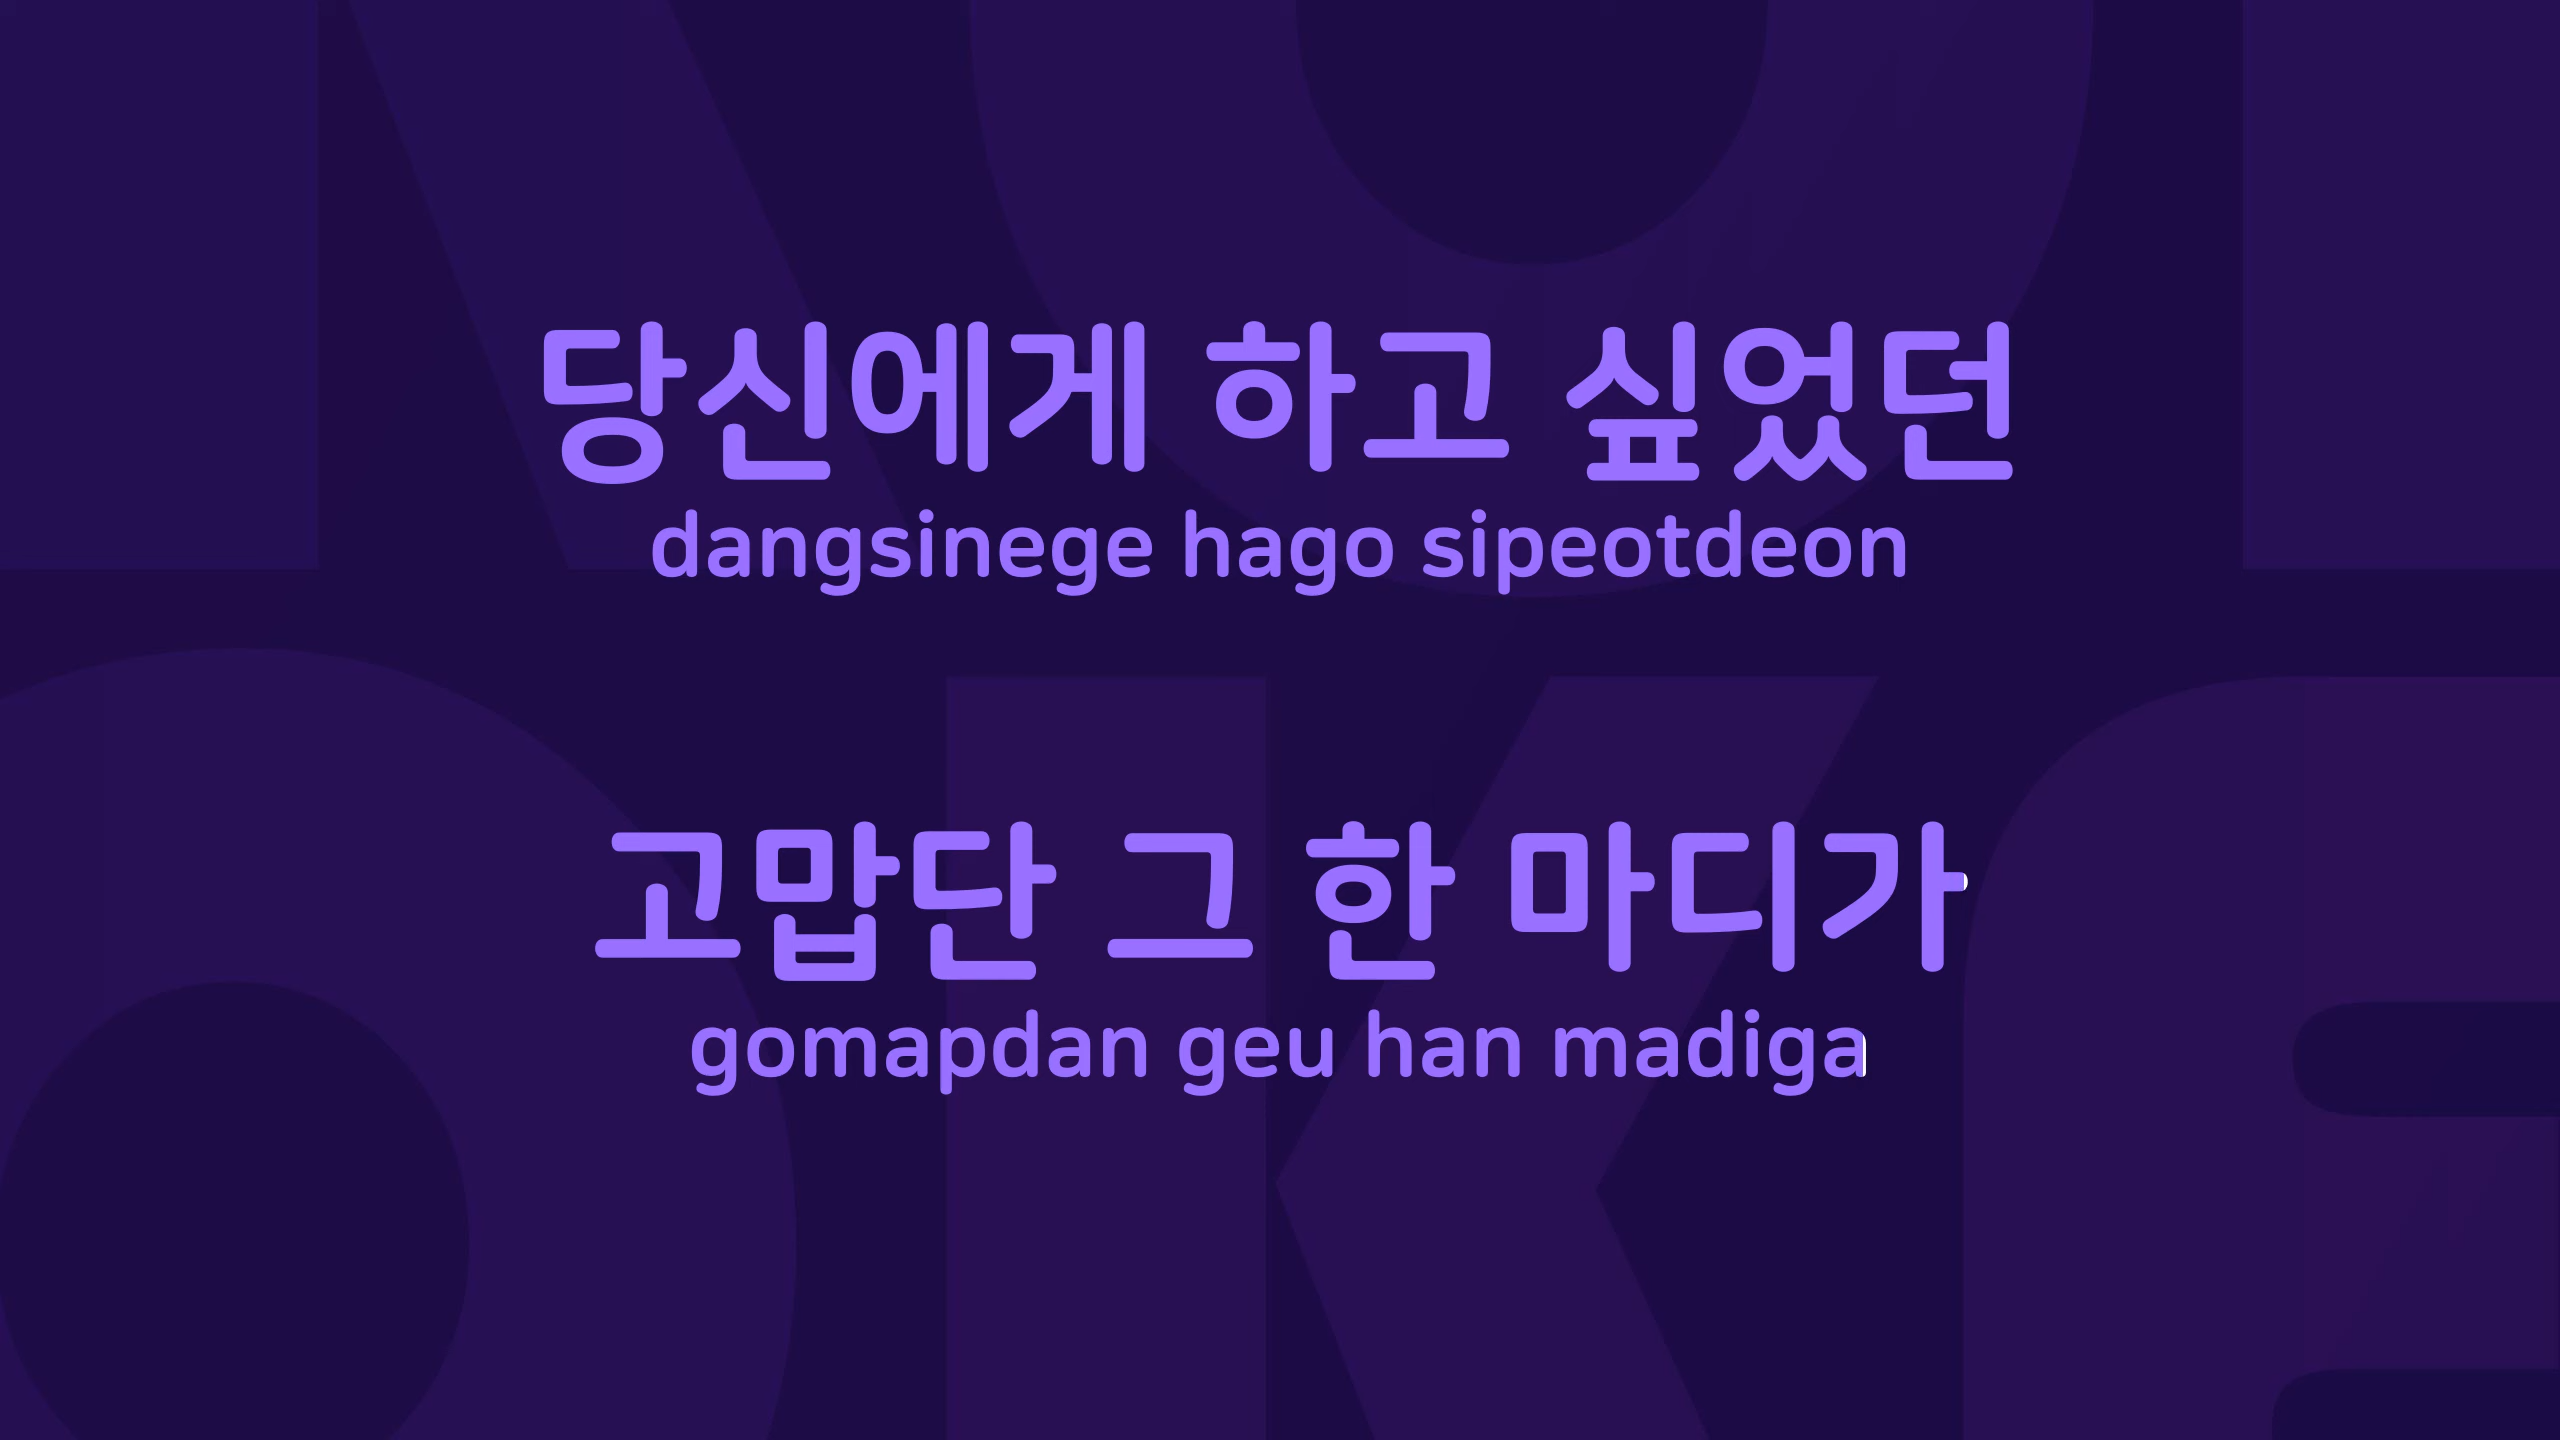 당신에게 하고 싶었던
dangsinege hago sipeotdeon
고맙단 그 한 마디가
gomapdan geu han madiga